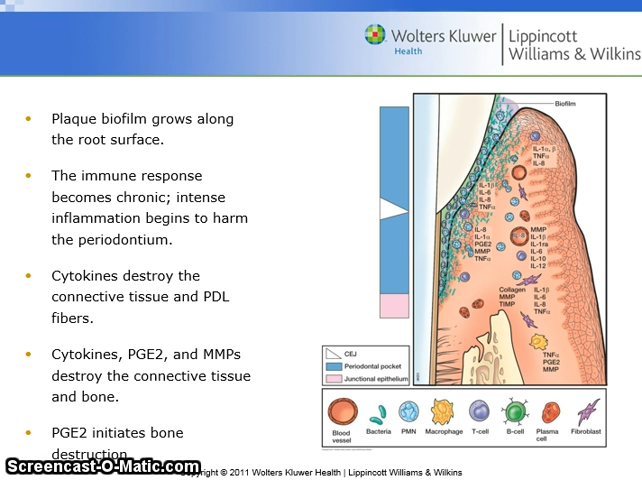 Wolters Kluwer
Health
Lippincott
Williams & Wilkins
• Plaque biofilm grows along
the root surface.
• The immune response
becomes chronic; intense
inflammation begins to harm
the periodontium.
• Cytokines destroy the
connective tissue and PDL
fibers.
• Cytokines, PGE2, and MMPs
destroy the connective tissue
and bone.
• PGE2 initiates bone
destruction
Biofilm
IL-1α, β
TNFα
IL-8
IL-1β
IL-6
IL-8
TNFα
IL-8
IL-1α
PGE2
MMP
TNFα
IL-8
MMP
IL-1β
IL-1ra
IL-6
IL-10
IL-12
Collagen
MMP
TIMP
IL-1β
IL-6
IL-8
TNFα
TNFα
PGE2
MMP
CEJ
Periodontal pocket
Junctional epithelium
Blood
vessel
Bacteria
PMN
Macrophage
T-cell
B-cell
Plasma
cell
Fibroblast
Screencast-O-Matic.com
opyright © 2011 Wolters Kluwer Health | Lippincott Williams & Wilkins